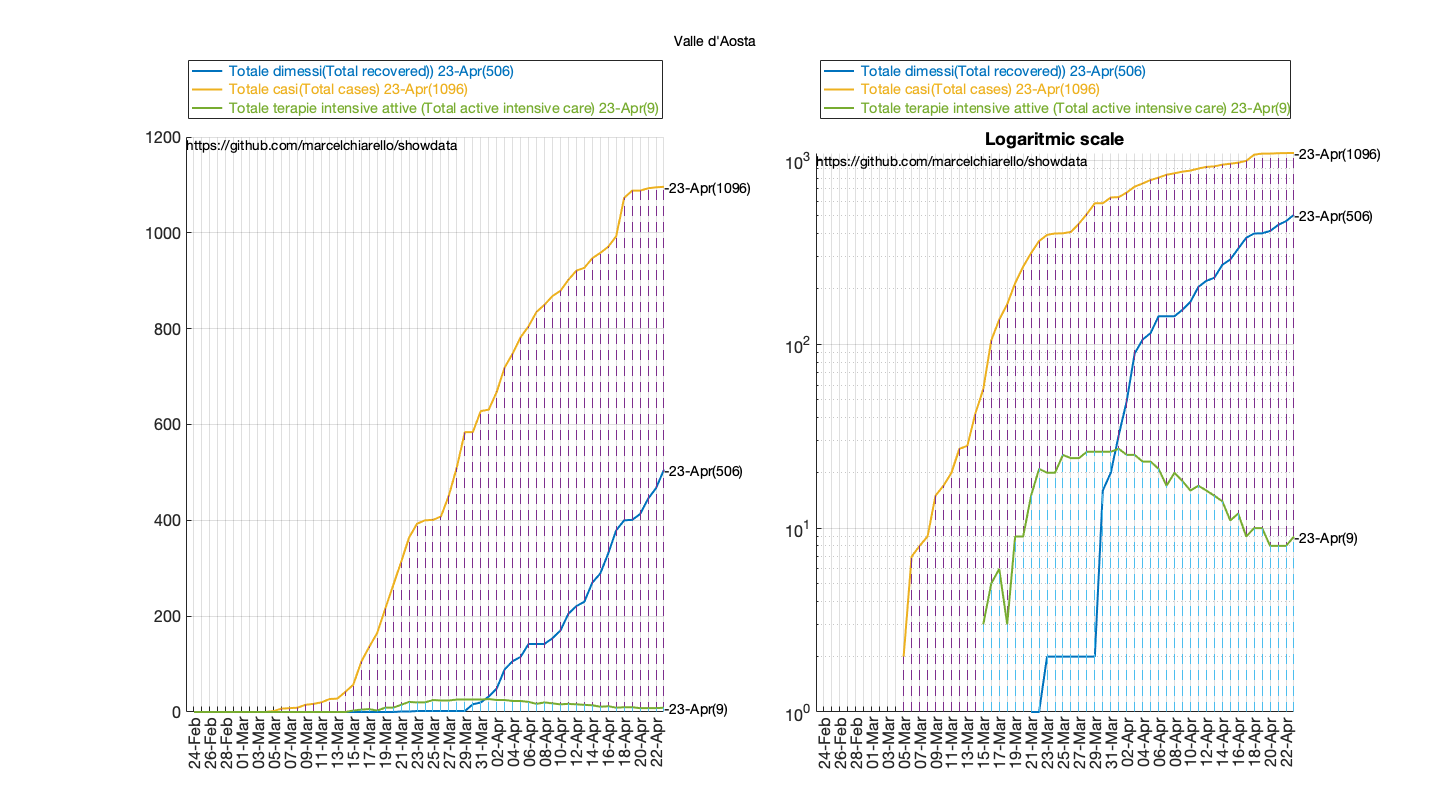 Valle d'Aosta
Totale dimessi(Total recovered)) 23-Apr(506)
Totale casi(Total cases) 23-Apr(1096)
Totale terapie intensive attive (Total active intensive care) 23-Apr(9)
1200
https://github.com/marcelchiarello/showdata
1000
800
600
400
200
0
-23-Apr(1096)
-23-Apr(506)
-23-Apr(9)
24-Feb
26-Feb
28-Feb
01-Mar
03-Mar
05-Mar
07-Mar
09-Mar
11-Mar
13-Mar
15-Mar
17-Mar
19-Mar
21-Mar
23-Mar
25-Mar
27-Mar
29-Mar
31-Mar
02-Apr
04-Apr
06-Apr
08-Apr
10-Apr
12-Apr
14-Apr
16-Apr
18-Apr
20-Apr
22-Apr
Totale dimessi(Total recovered)) 23-Apr(506)
Totale casi(Total cases) 23-Apr(1096)
Totale terapie intensive attive (Total active intensive care) 23-Apr(9)
Logaritmic scale
https://github.com/marcelchiarello/showdata
10^3
10^2
10^1
10^0
-23-Apr(1096)
-23-Apr(506)
-23-Apr(9)
24-Feb
26-Feb
28-Feb
01-Mar
03-Mar
05-Mar
07-Mar
09-Mar
11-Mar
13-Mar
15-Mar
17-Mar
19-Mar
21-Mar
23-Mar
25-Mar
27-Mar
29-Mar
31-Mar
02-Apr
04-Apr
06-Apr
08-Apr
10-Apr
12-Apr
14-Apr
16-Apr
18-Apr
20-Apr
22-Apr